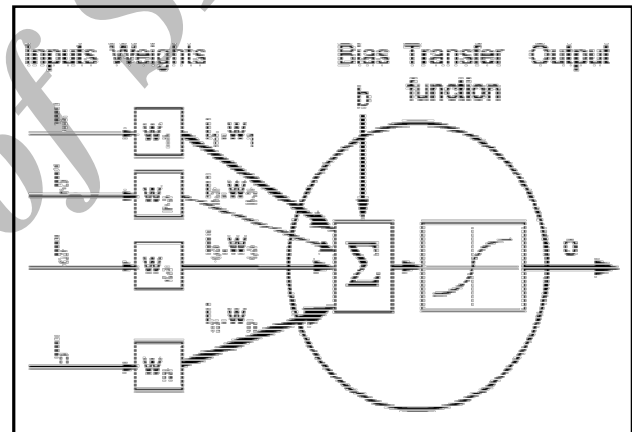 Inputs Weights Bias Transfer function Output
b
i1 w1 i1.w1
i2 w2 i2.w2
i3 w3 i3.w3
Σ
o
in wn in.wn
of